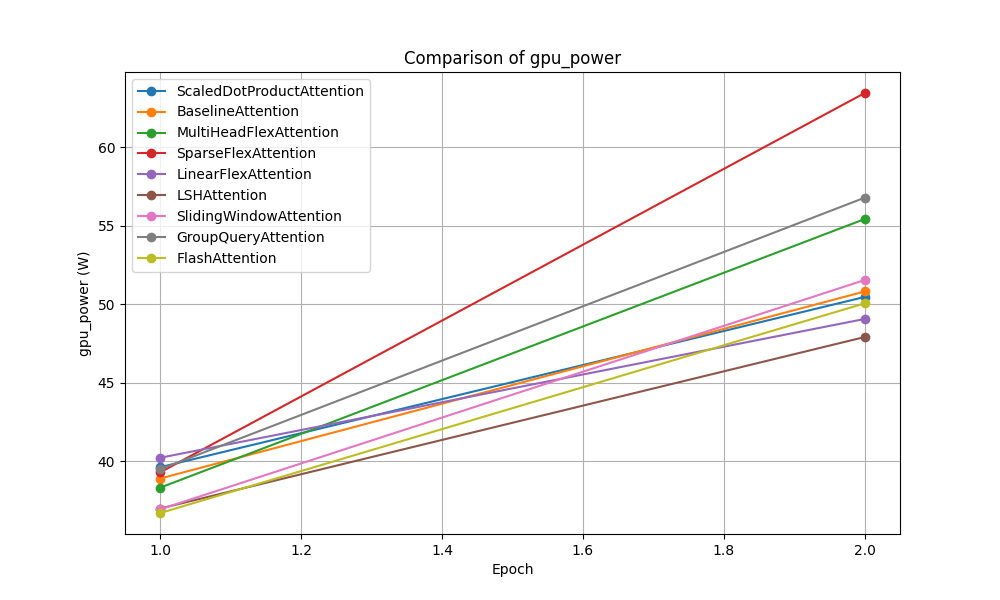 Comparison of gpu_power
ScaledDotProductAttention
BaselineAttention
MultiHeadFlexAttention
SparseFlexAttention
LinearFlexAttention
LSHAttention
SlidingWindowAttention
GroupQueryAttention
FlashAttention
gpu_power (W)
60
55
50
45
40
1.0 1.2 1.4 1.6 1.8 2.0
Epoch